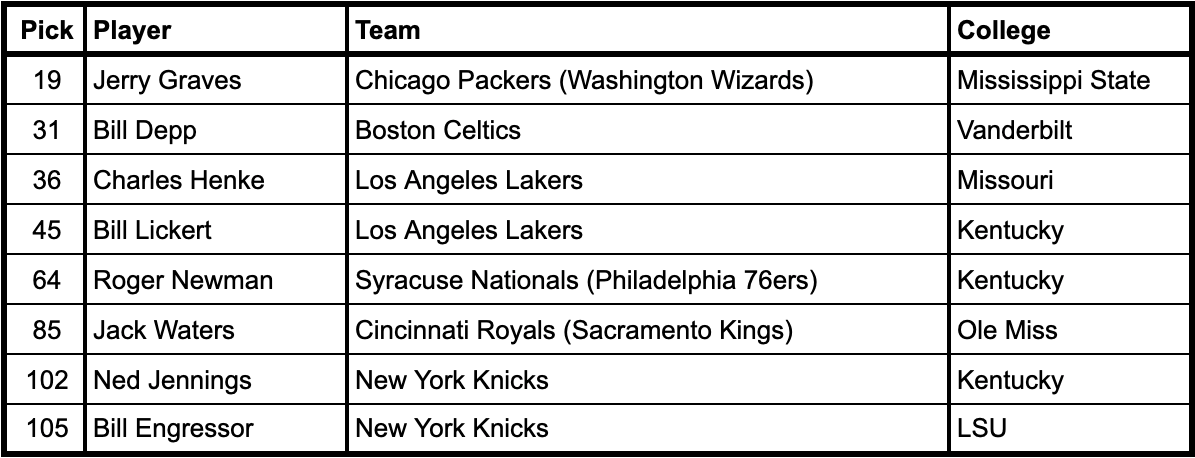 Pick Player Team College
19 Jerry Graves Chicago Packers (Washington Wizards) Mississippi State
31 Bill Depp Boston Celtics Vanderbilt
36 Charles Henke Los Angeles Lakers Missouri
45 Bill Lickert Los Angeles Lakers Kentucky
64 Roger Newman Syracuse Nationals (Philadelphia 76ers) Kentucky
85 Jack Waters Cincinnati Royals (Sacramento Kings) Ole Miss
102 Ned Jennings New York Knicks Kentucky
105 Bill Engressor New York Knicks LSU